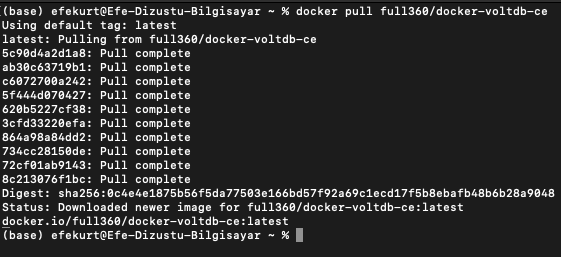 (base) efekurt@Efe-Dizustu-Bilgisayar ~ % docker pull full360/docker-voltdb-ce
Using default tag: latest
latest: Pulling from full360/docker-voltdb-ce
5c90d4a2d1a8: Pull complete
ab30c63719b1: Pull complete
c6072700a242: Pull complete
5f444d070427: Pull complete
620b5227cf38: Pull complete
3cfd33220efa: Pull complete
864a98a84dd2: Pull complete
734cc28150de: Pull complete
72cf01ab9143: Pull complete
8c213076f1bc: Pull complete
Digest: sha256:0c4e4e1875b56f5da77503e166bd57f92a69c1ecd17f5b8ebafb48b6b28a9048
Status: Downloaded newer image for full360/docker-voltdb-ce:latest
docker.io/full360/docker-voltdb-ce:latest
(base) efekurt@Efe-Dizustu-Bilgisayar ~ %